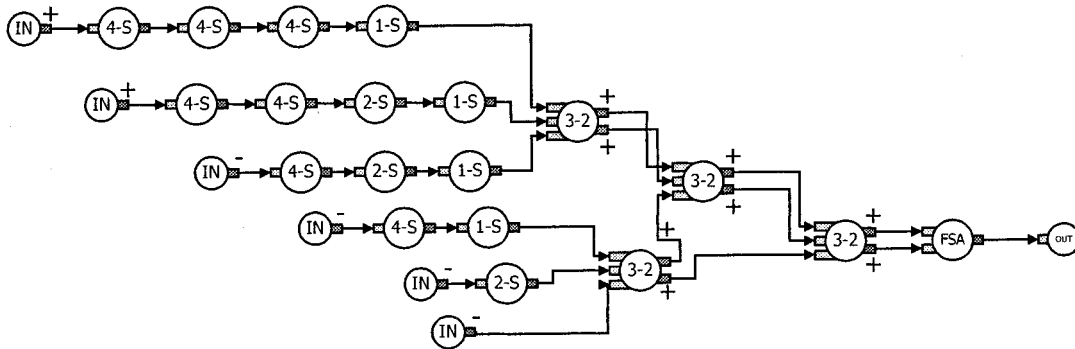 IN + 4-S 4-S 4-S 1-S
IN + 4-S 4-S 2-S 1-S
+
3-2
+
IN - 4-S 2-S 1-S
+
3-2
+
IN - 4-S 1-S
+
3-2
+
+
3-2
+
FSA
OUT
IN - 2-S
IN -